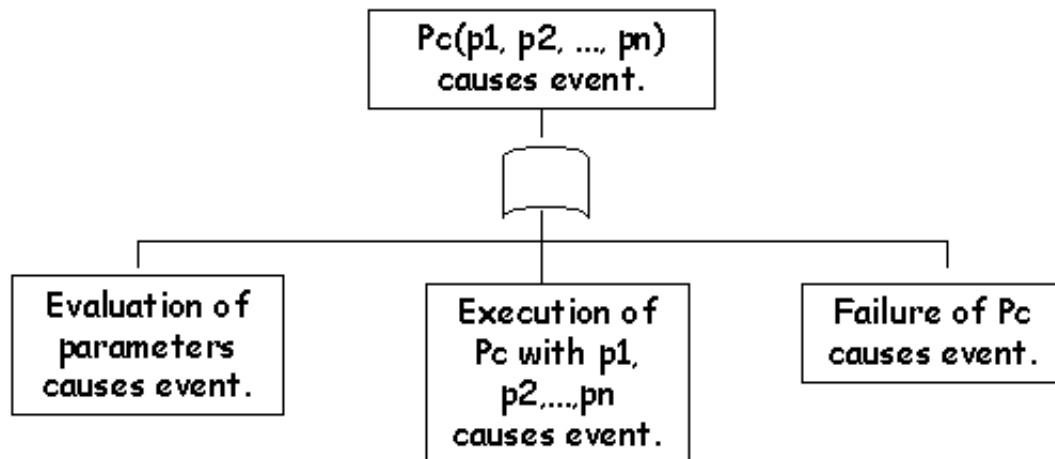 Pc(p1, p2, ..., pn)
causes event.
Evaluation of
parameters
causes event.
Execution of
Pc with p1,
p2,...,pn
causes event.
Failure of Pc
causes event.